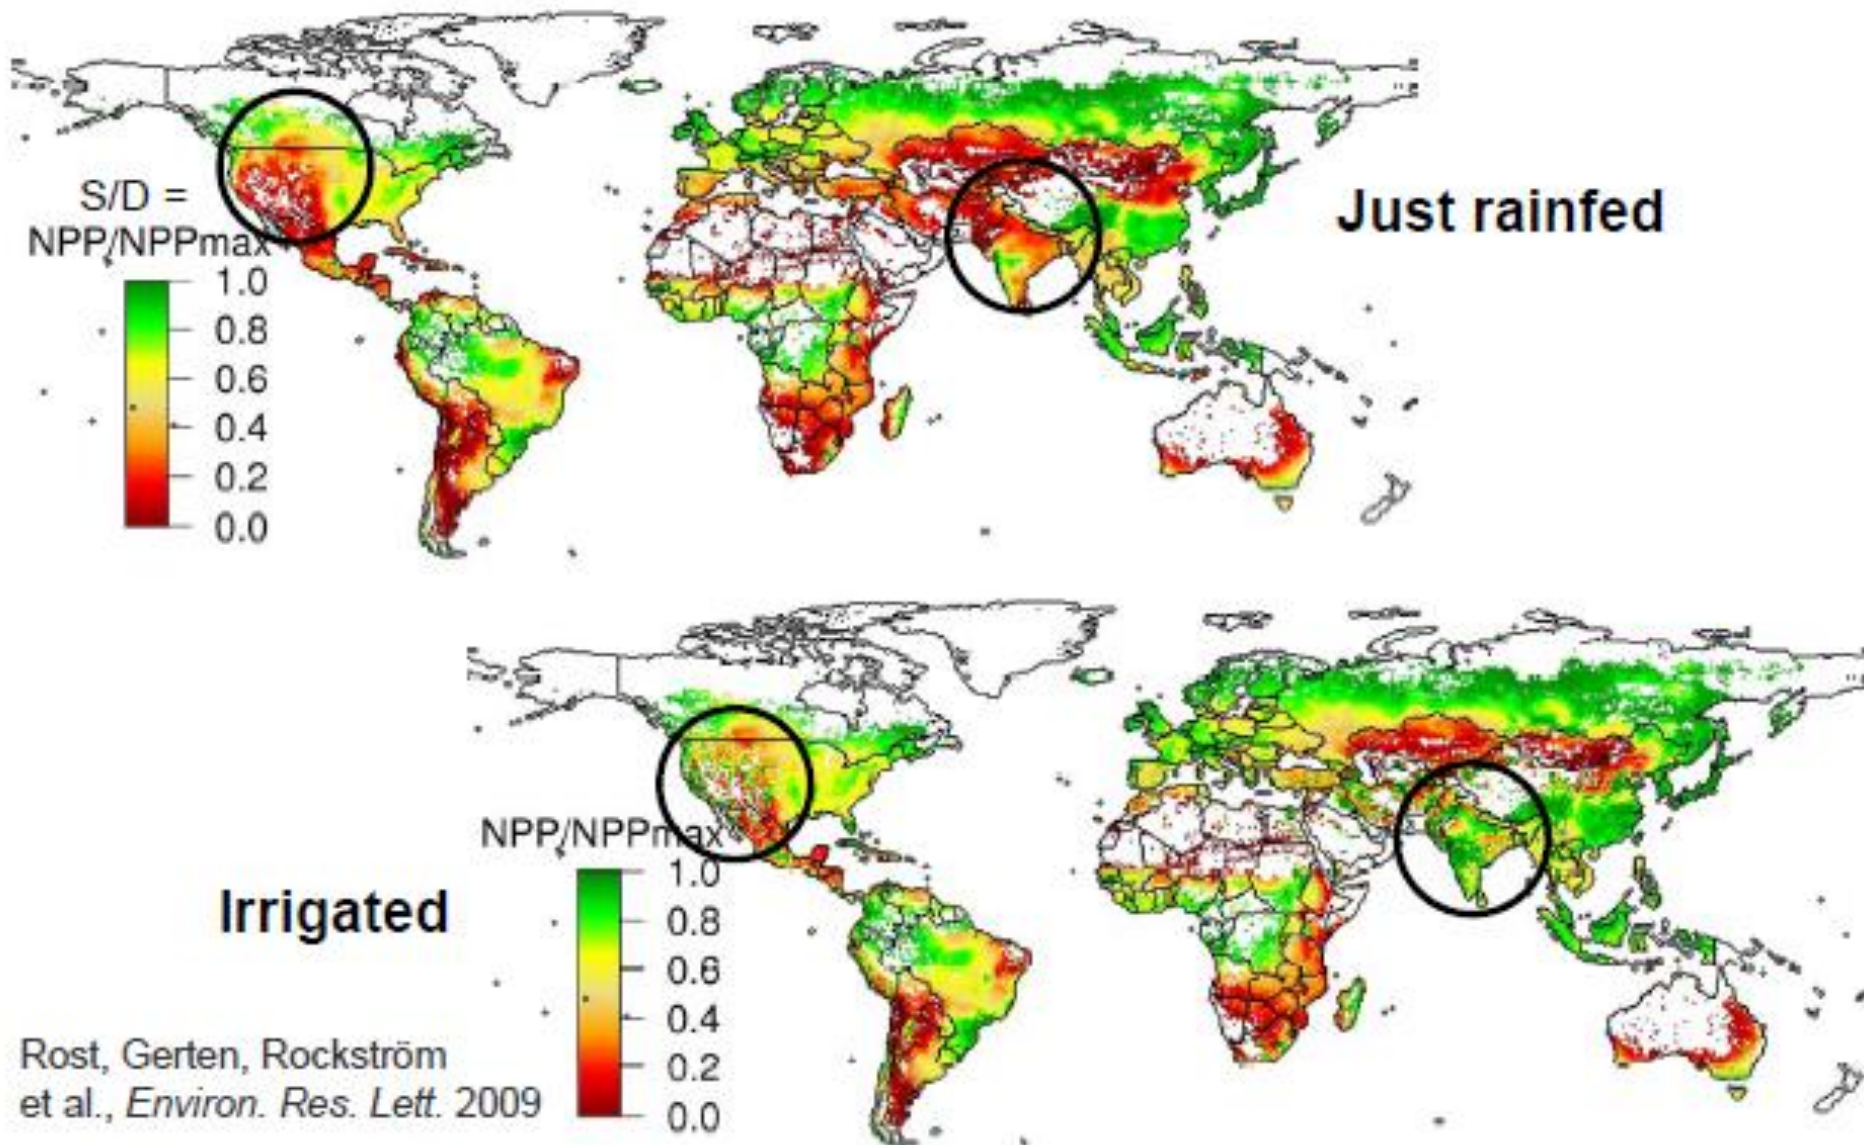 Just rainfed
S/D =
NPP/NPPmax
1.0
0.8
0.6
0.4
0.2
0.0
Irrigated
NPP/NPPmax
1.0
0.8
0.6
0.4
0.2
0.0
Rost, Gerten, Rockström
et al., Environ. Res. Lett. 2009